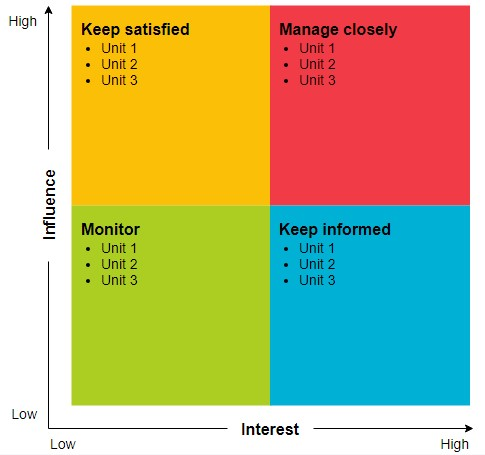 High
Keep satisfied
• Unit 1
• Unit 2
• Unit 3
Manage closely
• Unit 1
• Unit 2
• Unit 3
Influence
Monitor
• Unit 1
• Unit 2
• Unit 3
Keep informed
• Unit 1
• Unit 2
• Unit 3
Low
Low
Interest
High